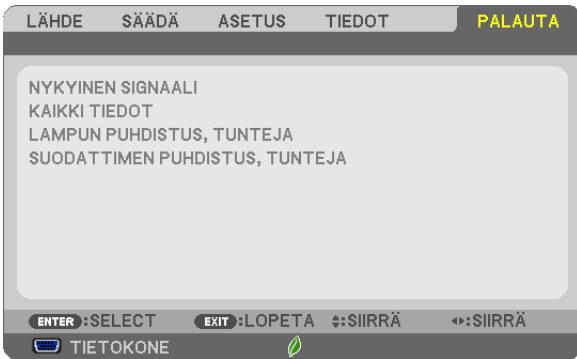 LÄHDE SÄÄDÄ ASETUS TIEDOT PALAUTA
NYKYINEN SIGNAALI
KAIKKI TIEDOT
LAMPUN PUHDISTUS, TUNTEJA
SUODATTIMEN PUHDISTUS, TUNTEJA
ENTER :SELECT EXIT :LOPETA :SIIRRÄ :SIIRRÄ
TIETOKONE